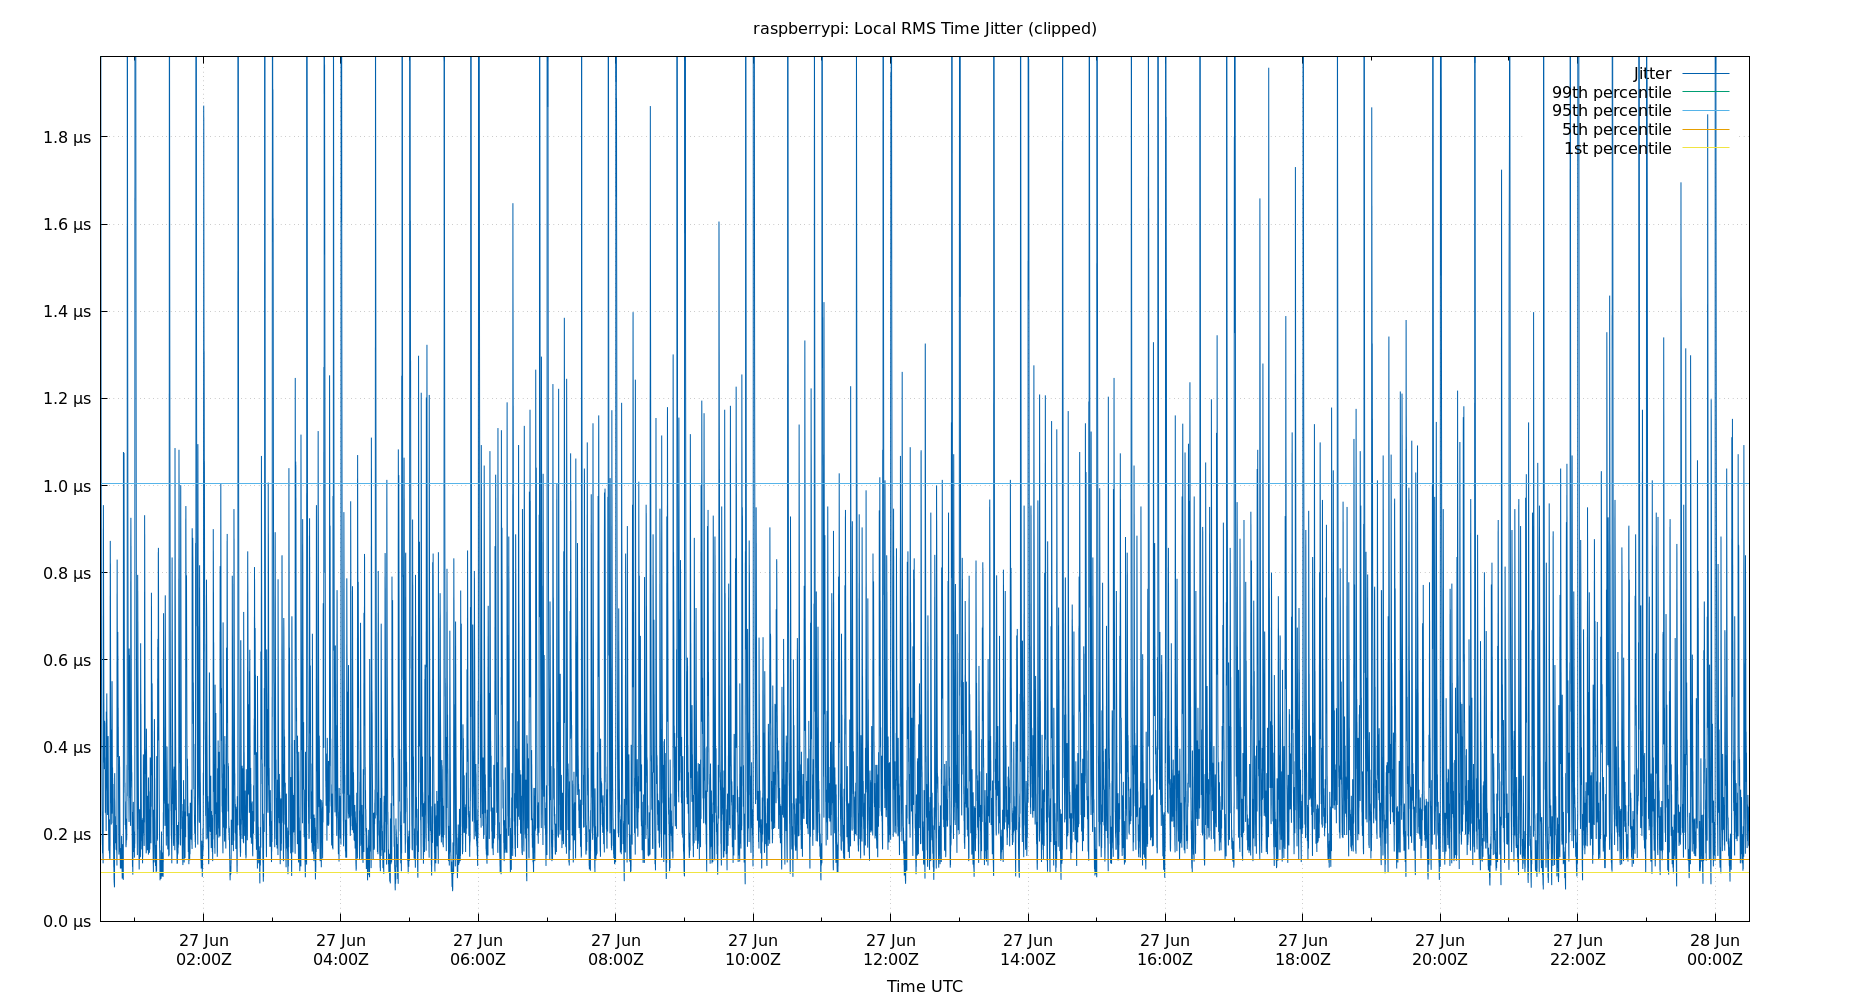 raspberrypi: Local RMS Time Jitter (clipped)
Jitter
99th percentile
95th percentile
5th percentile
1st percentile
1.8 µs
1.6 µs
1.4 µs
1.2 µs
1.0 µs
0.8 µs
0.6 µs
0.4 µs
0.2 µs
0.0 µs
27 Jun 27 Jun 27 Jun 27 Jun 27 Jun 27 Jun 27 Jun 27 Jun 27 Jun 27 Jun 27 Jun 28 Jun
02:00Z 04:00Z 06:00Z 08:00Z 10:00Z 12:00Z 14:00Z 16:00Z 18:00Z 20:00Z 22:00Z 00:00Z
Time UTC